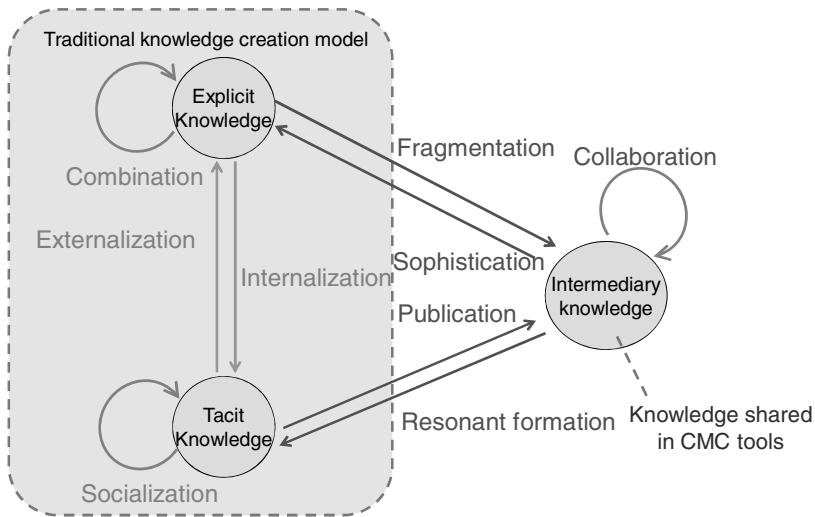 Traditional knowledge creation model
Explicit
Knowledge
Combination
Externalization
Internalization
Tacit
Knowledge
Socialization
Fragmentation
Sophistication
Publication
Resonant formation
Collaboration
Intermediary
knowledge
Knowledge shared
in CMC tools